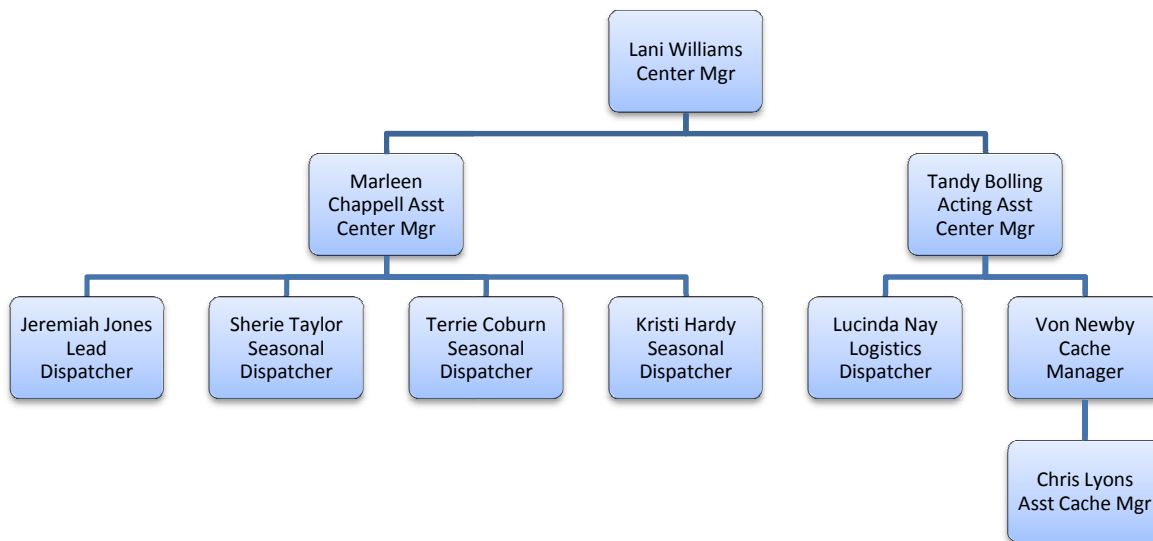 Lani Williams
Center Mgr
Marleen
Chappell Asst
Center Mgr
Tandy Bolling
Acting Asst
Center Mgr
Jeremiah Jones
Lead
Dispatcher
Sherie Taylor
Seasonal
Dispatcher
Terrie Coburn
Seasonal
Dispatcher
Kristi Hardy
Seasonal
Dispatcher
Lucinda Nay
Logistics
Dispatcher
Von Newby
Cache
Manager
Chris Lyons
Asst Cache Mgr